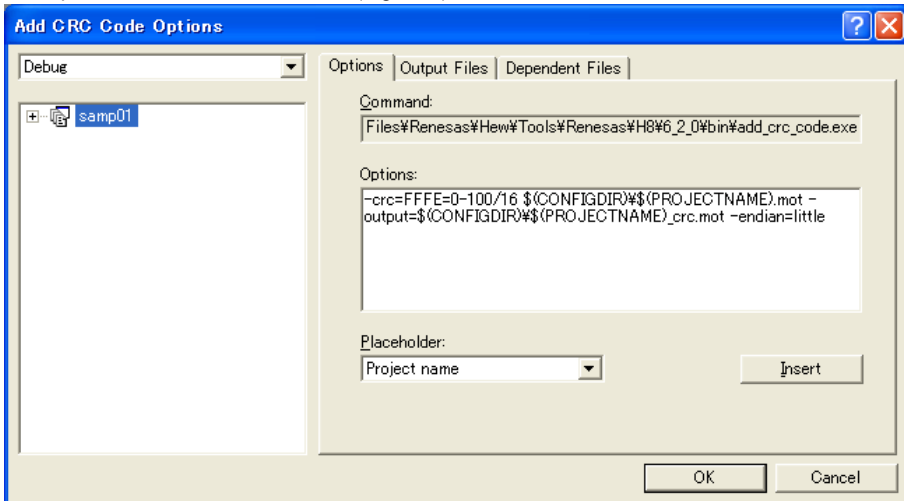 Add CRC Code Options
Debug
samp01
Options
Output Files
Dependent Files
Command:
Files¥Renesas¥Hew¥Tools¥Renesas¥H8¥6_2_0¥bin¥add_crc_code.exe
Options:
-crc=FFFE=0-100/16 $(CONFIGDIR)¥$(PROJECTNAME).mot -
output=$(CONFIGDIR)¥$(PROJECTNAME)_crc.mot -endian=little
Placeholder:
Project name
Insert
OK
Cancel